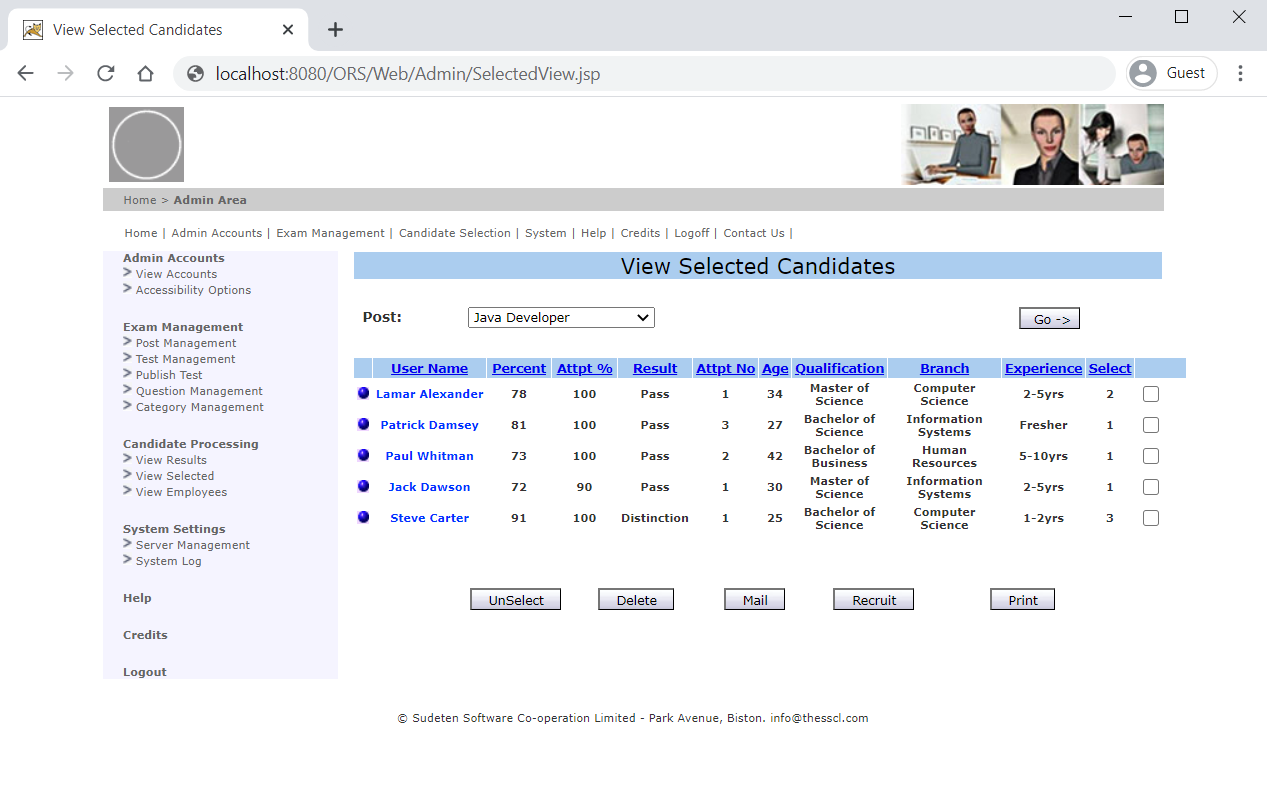 View Selected Candidates
localhost:8080/ORS/Web/Admin/SelectedView.jsp
Guest
Home > Admin Area
Home | Admin Accounts | Exam Management | Candidate Selection | System | Help | Credits | Logoff | Contact Us |
Admin Accounts
> View Accounts
> Accessibility Options
Exam Management
> Post Management
> Test Management
> Publish Test
> Question Management
> Category Management
Candidate Processing
> View Results
> View Selected
> View Employees
System Settings
> Server Management
> System Log
Help
Credits
Logout
View Selected Candidates
Post: Java Developer Go ->
User Name Percent Attpt % Result Attpt No Age Qualification Branch Experience Select
Lamar Alexander 78 100 Pass 1 34 Master of Science Computer Science 2-5yrs 2
Patrick Damsey 81 100 Pass 3 27 Bachelor of Science Information Systems Fresher 1
Paul Whitman 73 100 Pass 2 42 Bachelor of Business Human Resources 5-10yrs 1
Jack Dawson 72 90 Pass 1 30 Master of Science Information Systems 2-5yrs 1
Steve Carter 91 100 Distinction 1 25 Bachelor of Science Computer Science 1-2yrs 3
UnSelect Delete Mail Recruit Print
© Sudeten Software Co-operation Limited - Park Avenue, Biston. info@thesscl.com